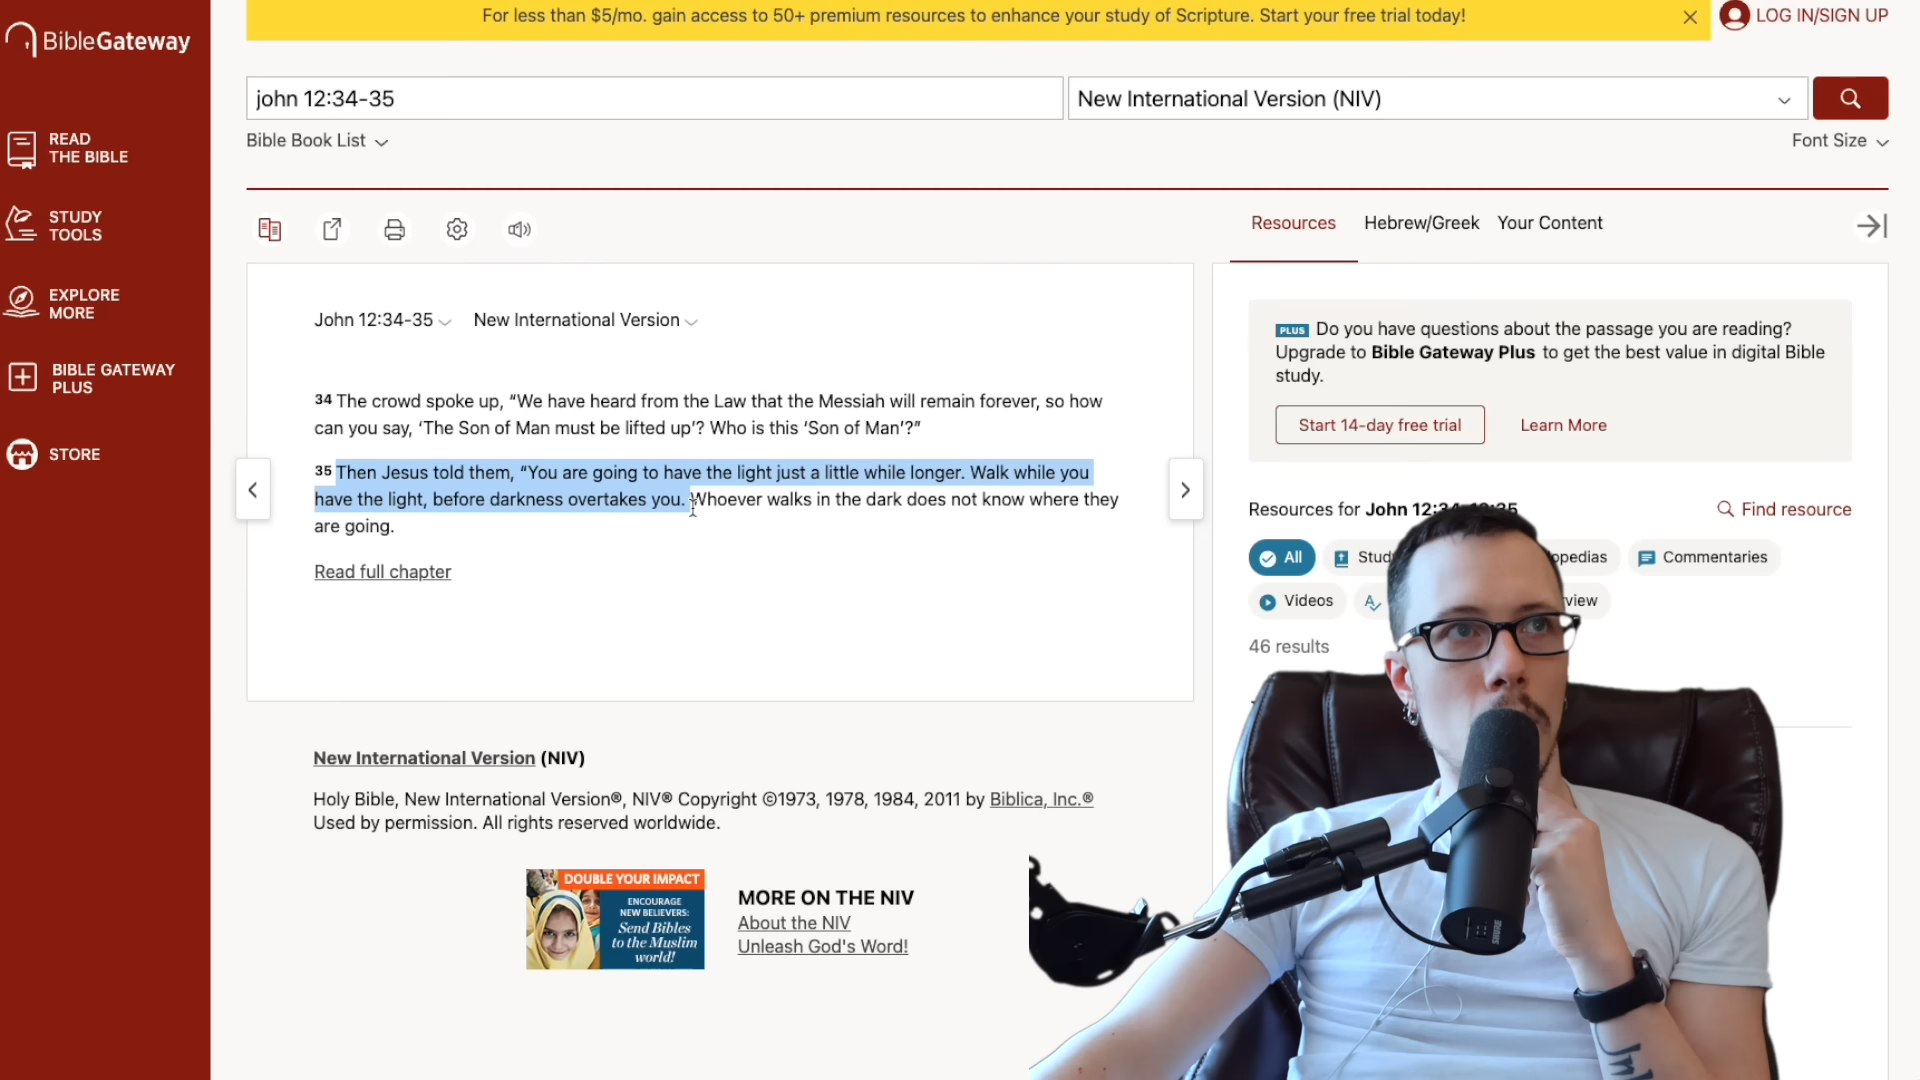 For less than $5/mo. gain access to 50+ premium resources to enhance your study of Scripture. Start your free trial today!
LOG IN/SIGN UP
BibleGateway
john 12:34-35
New International Version (NIV)
Bible Book List
Font Size
READ
THE BIBLE
STUDY
TOOLS
EXPLORE
MORE
BIBLE GATEWAY
PLUS
STORE
Resources
Hebrew/Greek
Your Content
John 12:34-35
New International Version
34 The crowd spoke up, “We have heard from the Law that the Messiah will remain forever, so how
can you say, ‘The Son of Man must be lifted up’? Who is this ‘Son of Man’?”
35 Then Jesus told them, “You are going to have the light just a little while longer. Walk while you
have the light, before darkness overtakes you. Whoever walks in the dark does not know where they
are going.
Read full chapter
PLUS Do you have questions about the passage you are reading?
Upgrade to Bible Gateway Plus to get the best value in digital Bible
study.
Start 14-day free trial
Learn More
Resources for John 12:34-12:35
Find resource
All
Commentaries
Videos
46 results
New International Version (NIV)
Holy Bible, New International Version®, NIV® Copyright ©1973, 1978, 1984, 2011 by Biblica, Inc.®
Used by permission. All rights reserved worldwide.
DOUBLE YOUR IMPACT
ENCOURAGE
NEW BELIEVERS:
Send Bibles
to the Muslim
world!
MORE ON THE NIV
About the NIV
Unleash God's Word!
SHURE